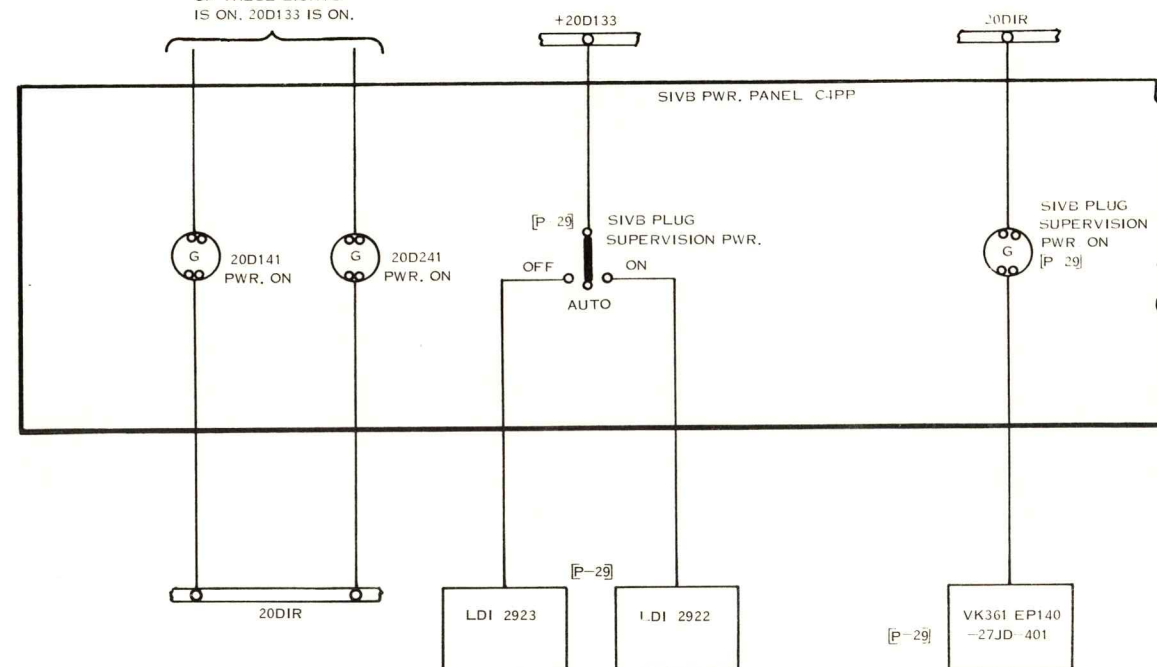 IS ON. 20D133 IS ON.
+20D133
20DIR
SIVB PWR. PANEL C4PP
G
20D141
PWR. ON
G
20D241
PWR. ON
[P-29]
SIVB PLUG
SUPERVISION PWR.
OFF
ON
AUTO
G
SIVB PLUG
SUPERVISION
PWR ON
[P 29]
20DIR
[P-29]
LDI 2923
LDI 2922
[P-29]
VK361 EP140
-27JD-401